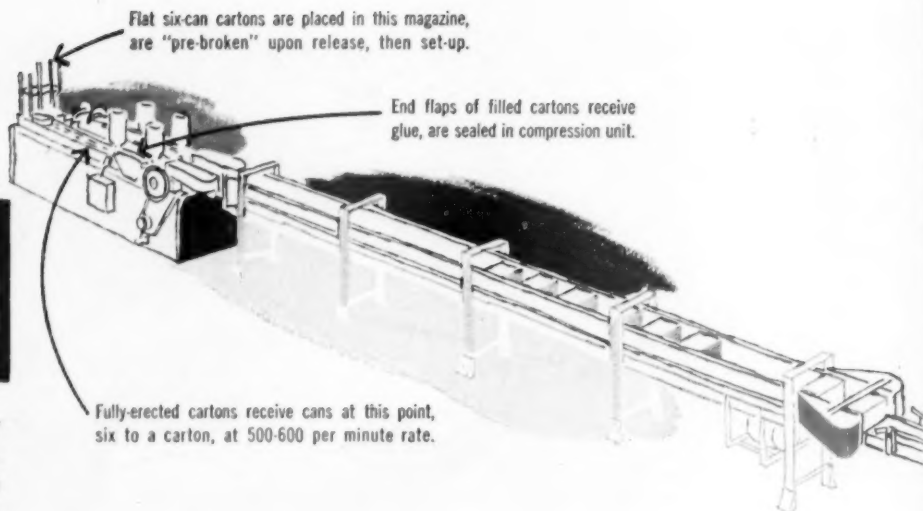 Flat six-can cartons are placed in this magazine,
are "pre-broken" upon release, then set-up.
End flaps of filled cartons receive
glue, are sealed in compression unit.
Fully-erected cartons receive cans at this point,
six to a carton, at 500-600 per minute rate.